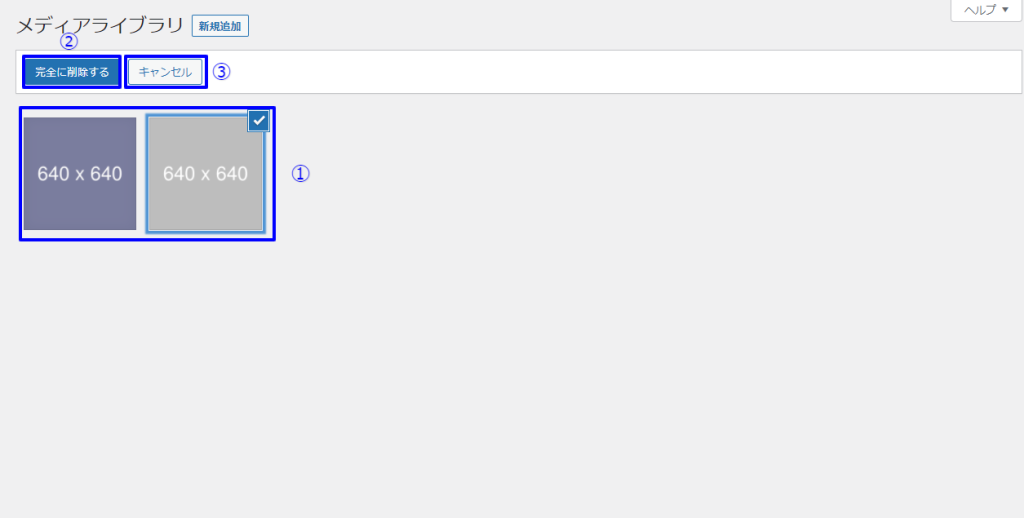 ヘルプ ▼
メディアライブラリ 新規追加
②
完全に削除する キャンセル ③
640 x 640 640 x 640 ①